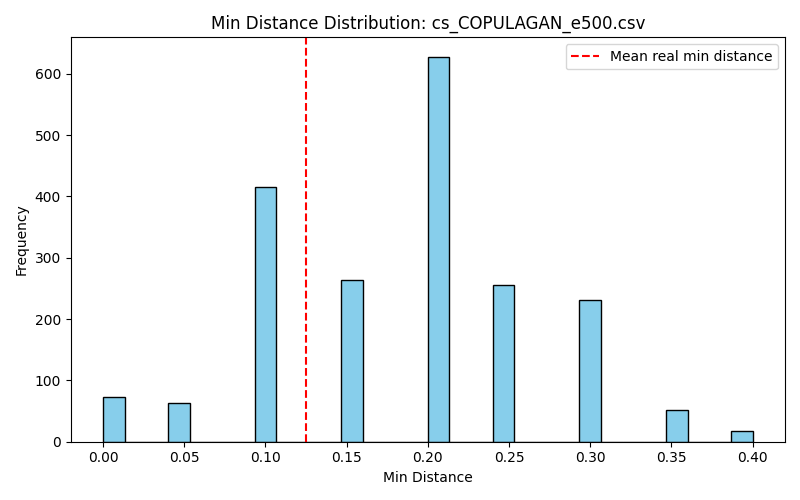 Min Distance Distribution: cs_COPULAGAN_e500.csv
Mean real min distance
Frequency
600
500
400
300
200
100
0
0.00 0.05 0.10 0.15 0.20 0.25 0.30 0.35 0.40
Min Distance